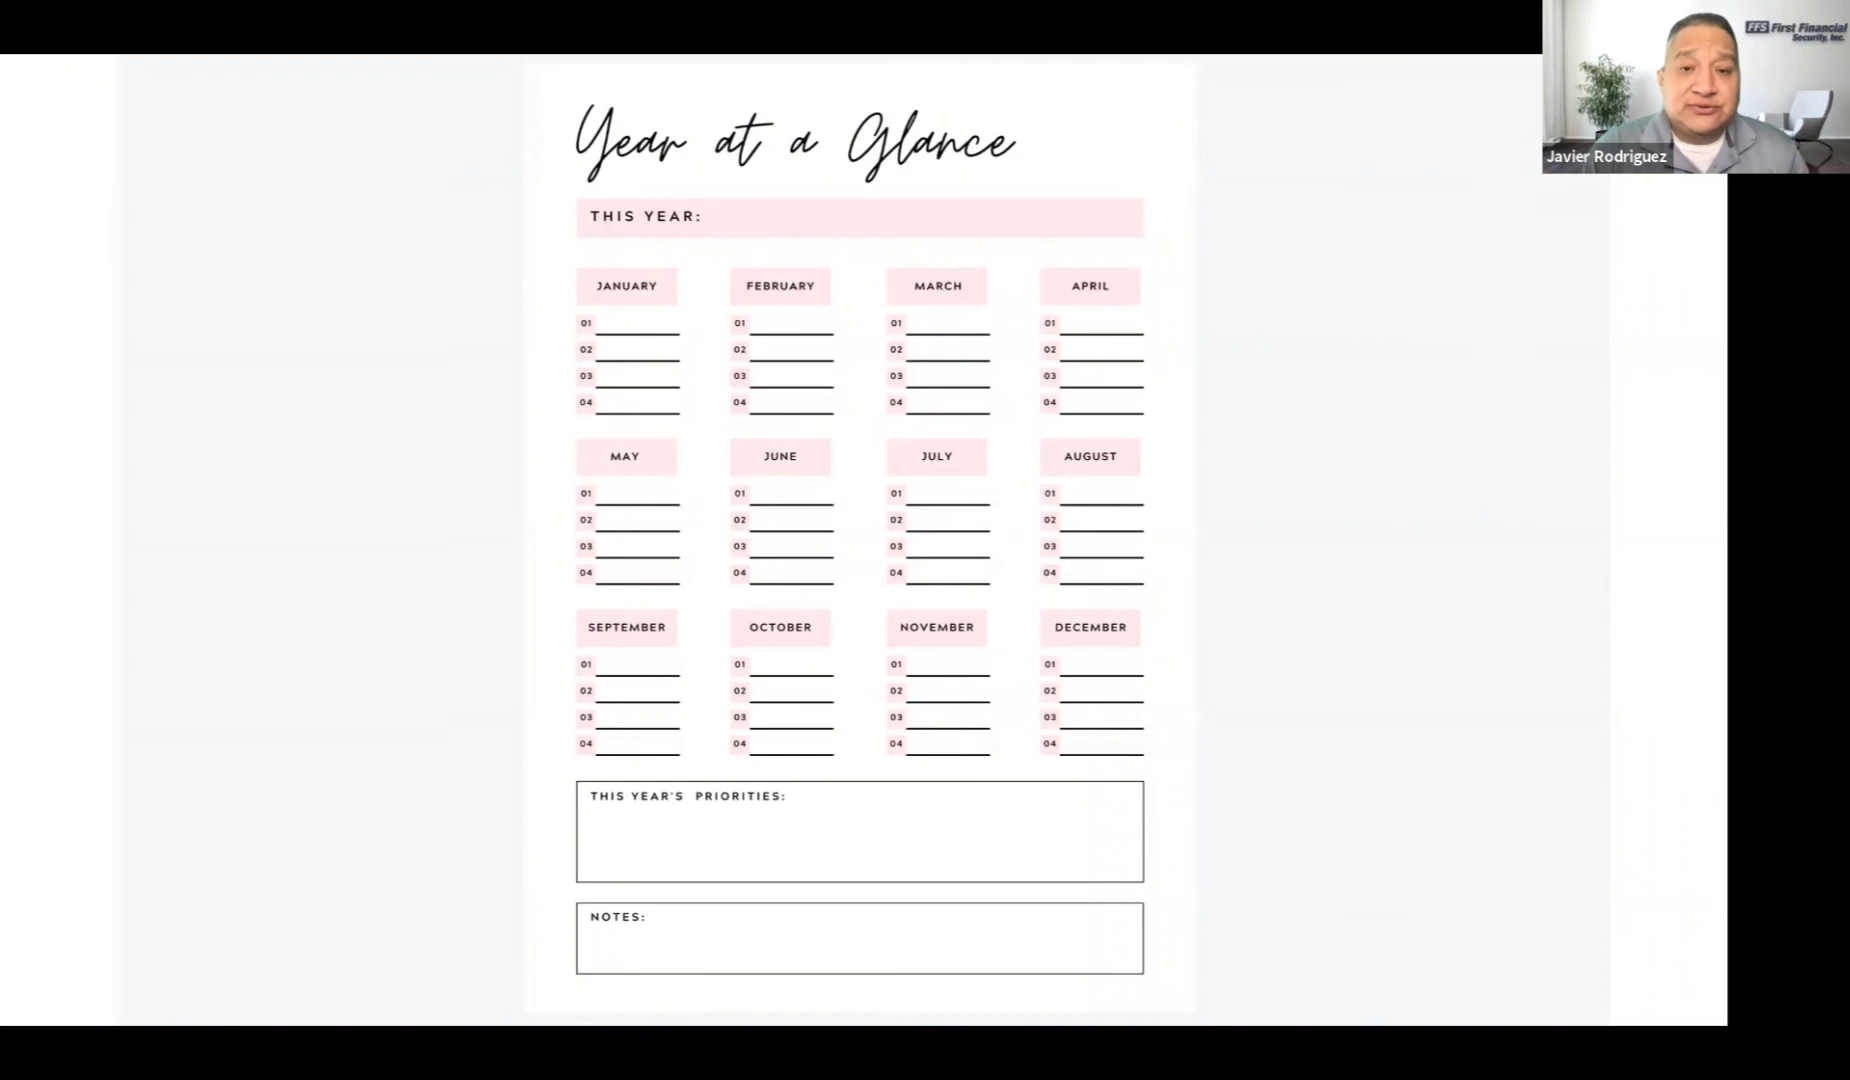 FFS First Financial
Security, Inc.
Javier Rodriguez
Year at a Glance
THIS YEAR:
JANUARY FEBRUARY MARCH APRIL
01 01 01 01
02 02 02 02
03 03 03 03
04 04 04 04
MAY JUNE JULY AUGUST
01 01 01 01
02 02 02 02
03 03 03 03
04 04 04 04
SEPTEMBER OCTOBER NOVEMBER DECEMBER
01 01 01 01
02 02 02 02
03 03 03 03
04 04 04 04
THIS YEAR'S PRIORITIES:
NOTES: